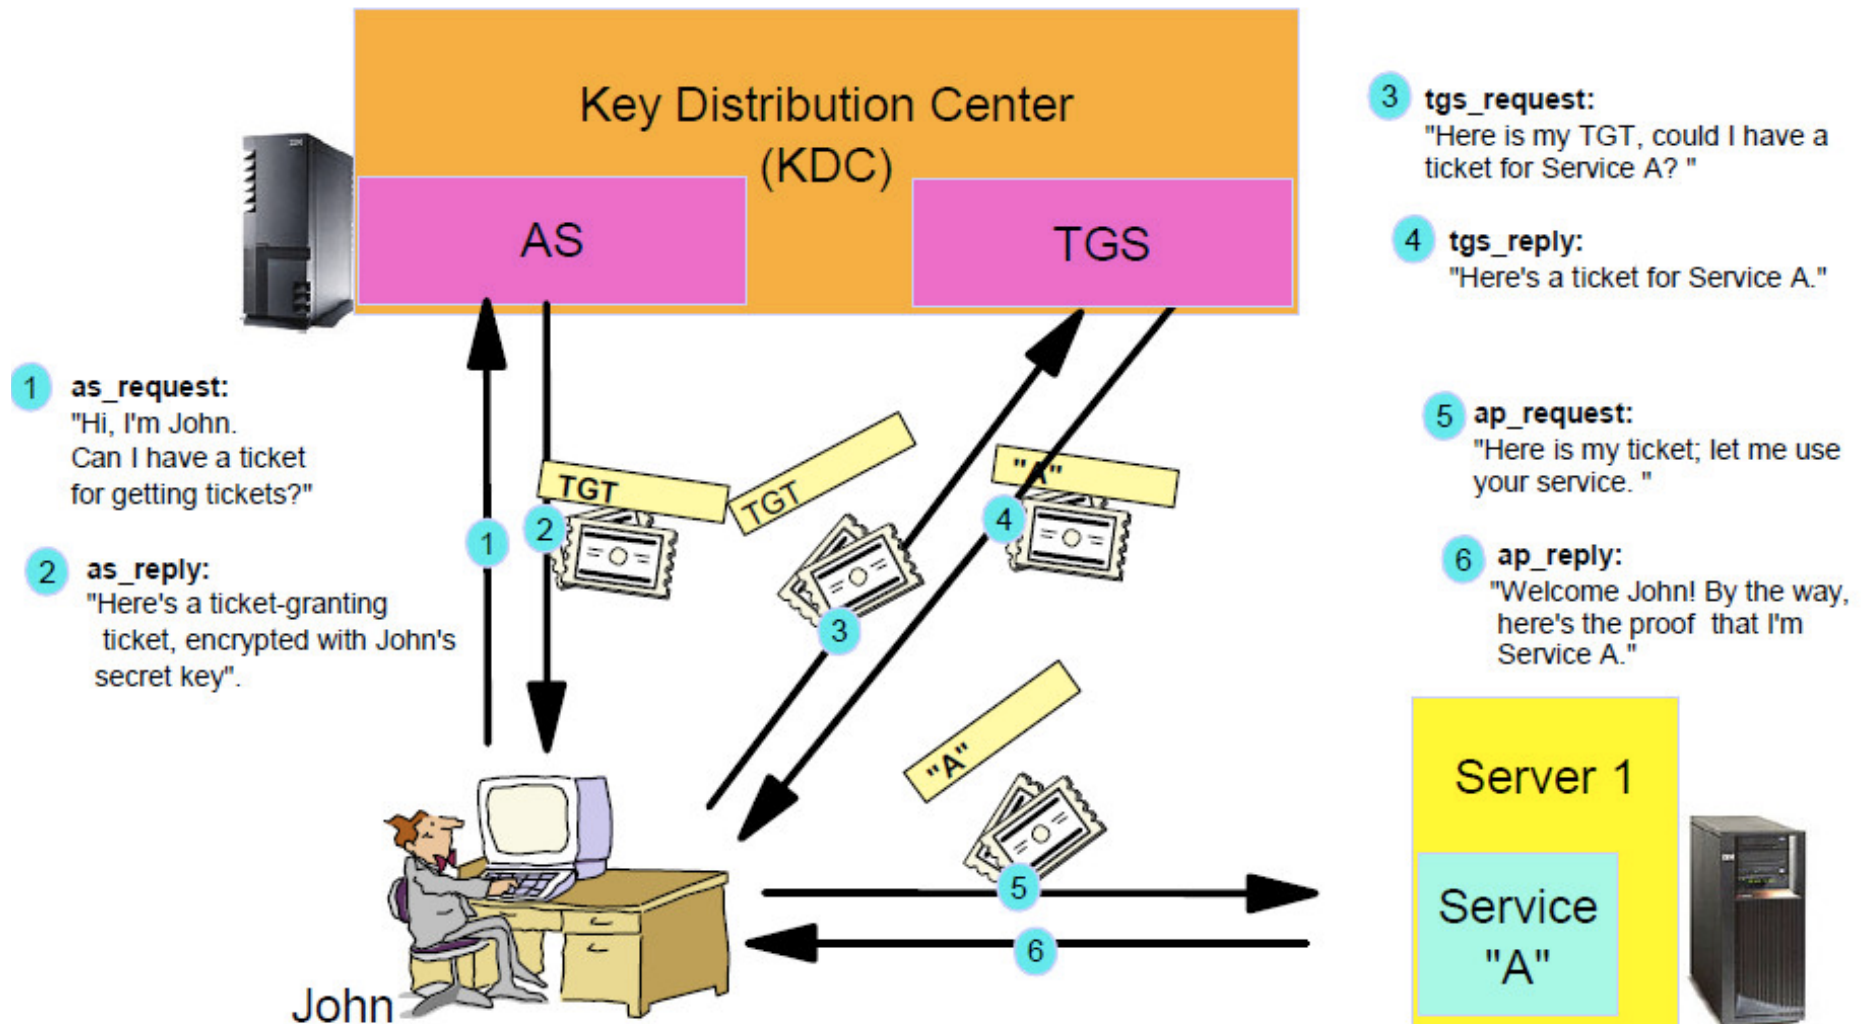 Key Distribution Center
(KDC)
AS
TGS
1 as_request:
"Hi, I'm John.
Can I have a ticket
for getting tickets?"
2 as_reply:
"Here's a ticket-granting
ticket, encrypted with John's
secret key".
3 tgs_request:
"Here is my TGT, could I have a
ticket for Service A? "
4 tgs_reply:
"Here's a ticket for Service A."
5 ap_request:
"Here is my ticket; let me use
your service. "
6 ap_reply:
"Welcome John! By the way,
here's the proof that I'm
Service A."
TGT
TGT
"A"
1
2
3
4
"A"
5
6
John
Server 1
Service
"A"
IBM
IBM